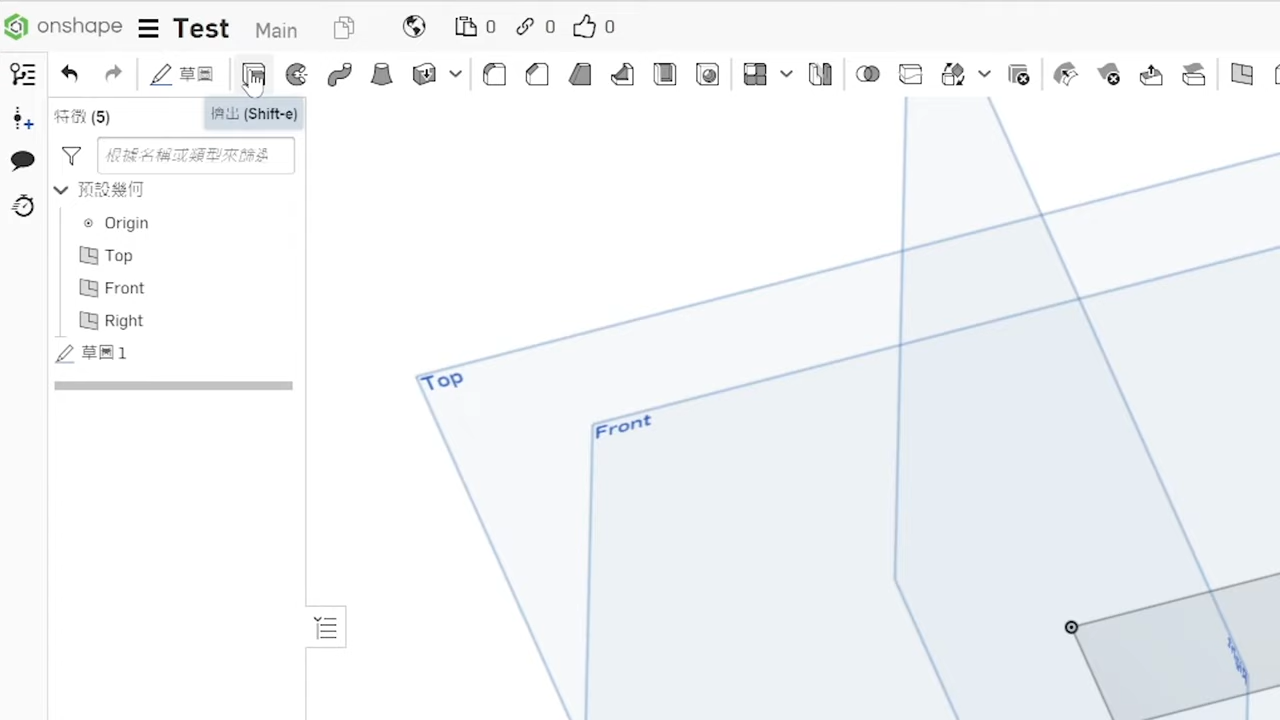 onshape Test Main 0 0 0
草圖
擠出 (Shift-e)
特徵 (5)
根據名稱或類型來篩選
預設幾何
Origin
Top
Front
Right
草圖 1
Top
Front